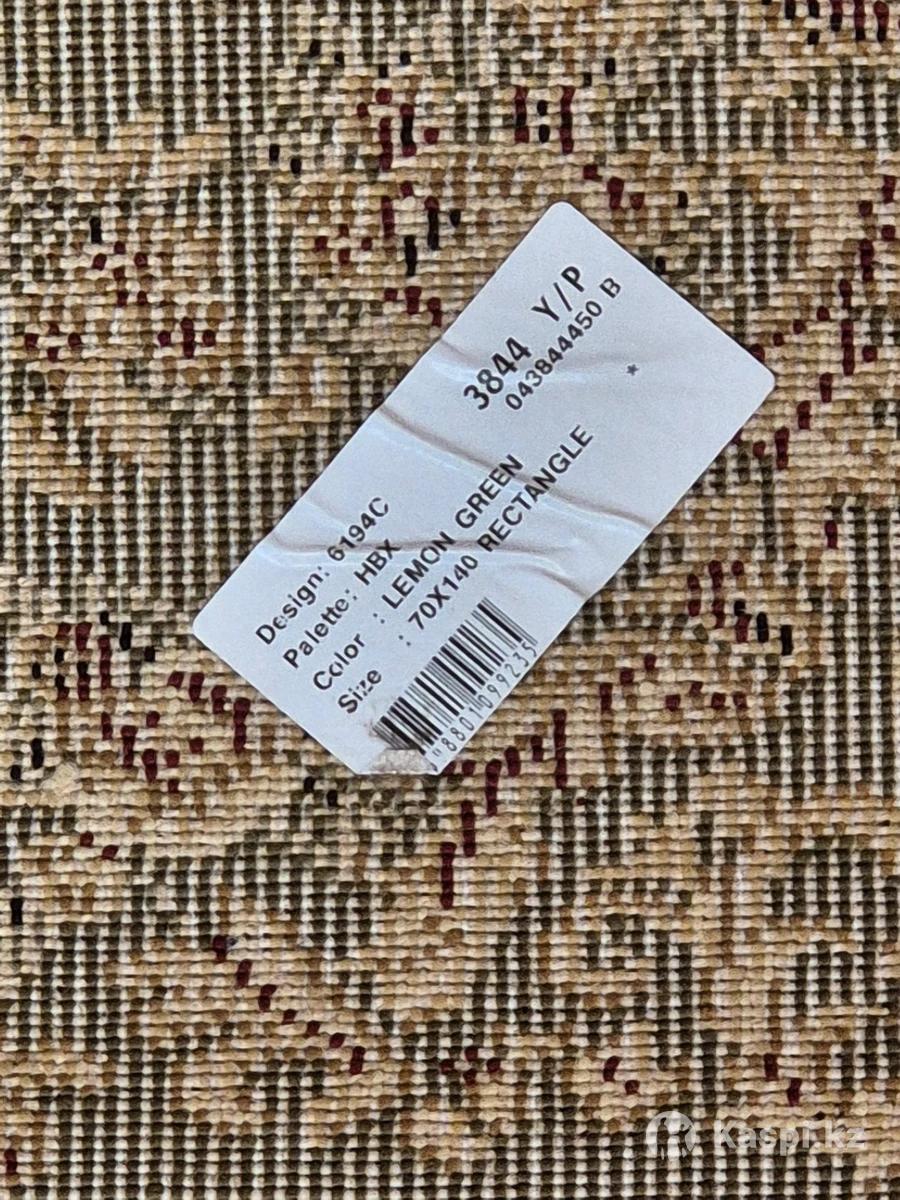 3844 Y/P
043844450 B
*
Design: 6194C
Palette: HBX
Color : LEMON GREEN
Size : 70X140 RECTANGLE
8801099235
Kaspi.kz